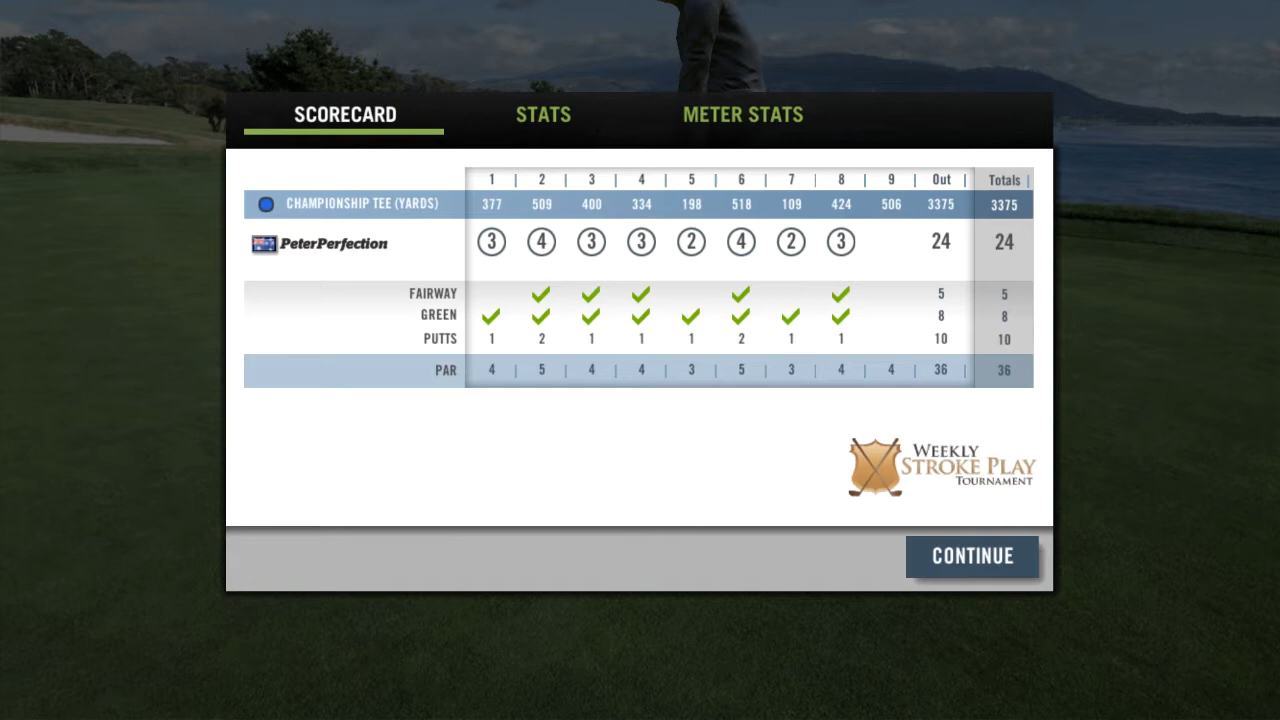 SCORECARD STATS METER STATS
1 | 2 | 3 | 4 | 5 | 6 | 7 | 8 | 9 | Out | Totals |
CHAMPIONSHIP TEE (YARDS) 377 509 400 334 198 518 109 424 506 3375 3375
PeterPerfection 3 4 3 3 2 4 2 3 24 24
FAIRWAY 5 5
GREEN 8 8
PUTTS 1 2 1 1 1 2 1 1 10 10
PAR 4 | 5 | 4 | 4 | 3 | 5 | 3 | 4 | 4 | 36 | 36
WEEKLY
STROKE PLAY
TOURNAMENT
CONTINUE